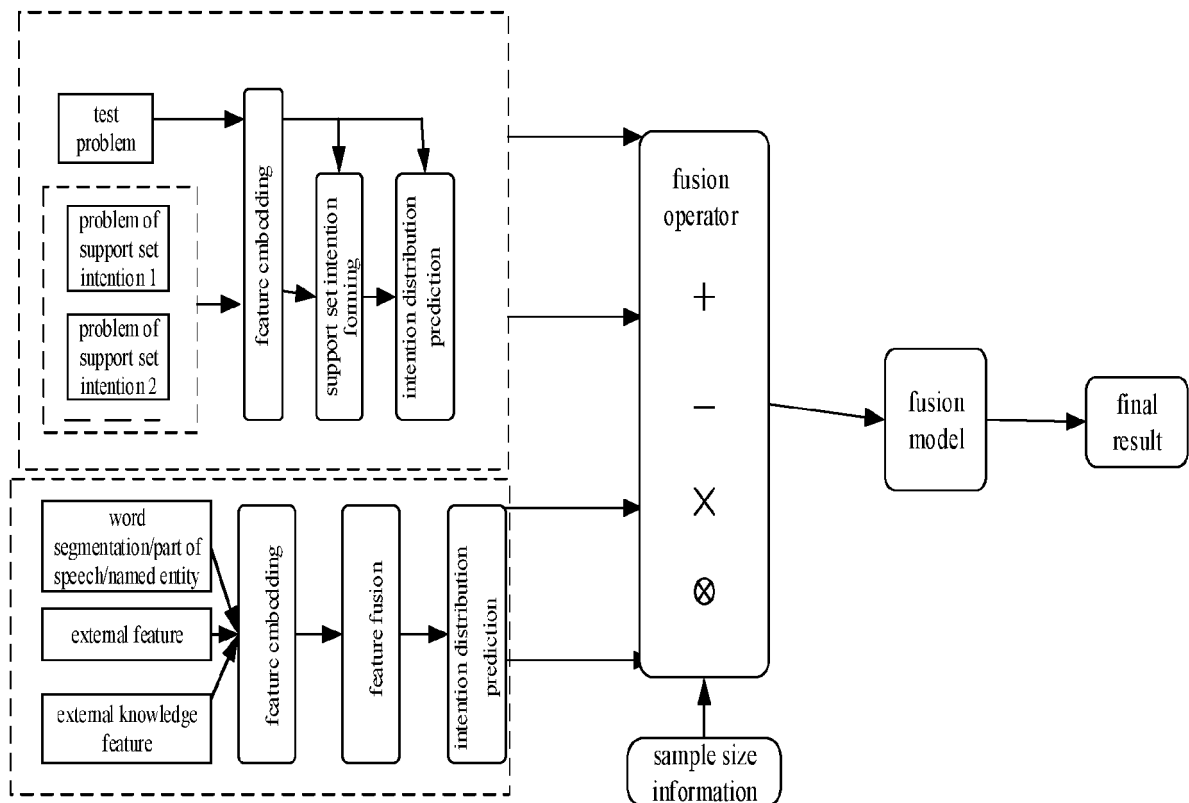 test
problem
problem of
support set
intention 1
problem of
support set
intention 2
feature embedding
support set intention
forming
intention distribution
prediction
word
segmentation/part of
speech/named entity
external feature
external knowledge
feature
feature embedding
feature fusion
intention distribution
prediction
fusion
operator
+
−
×
⊗
sample size
information
fusion
model
final
result